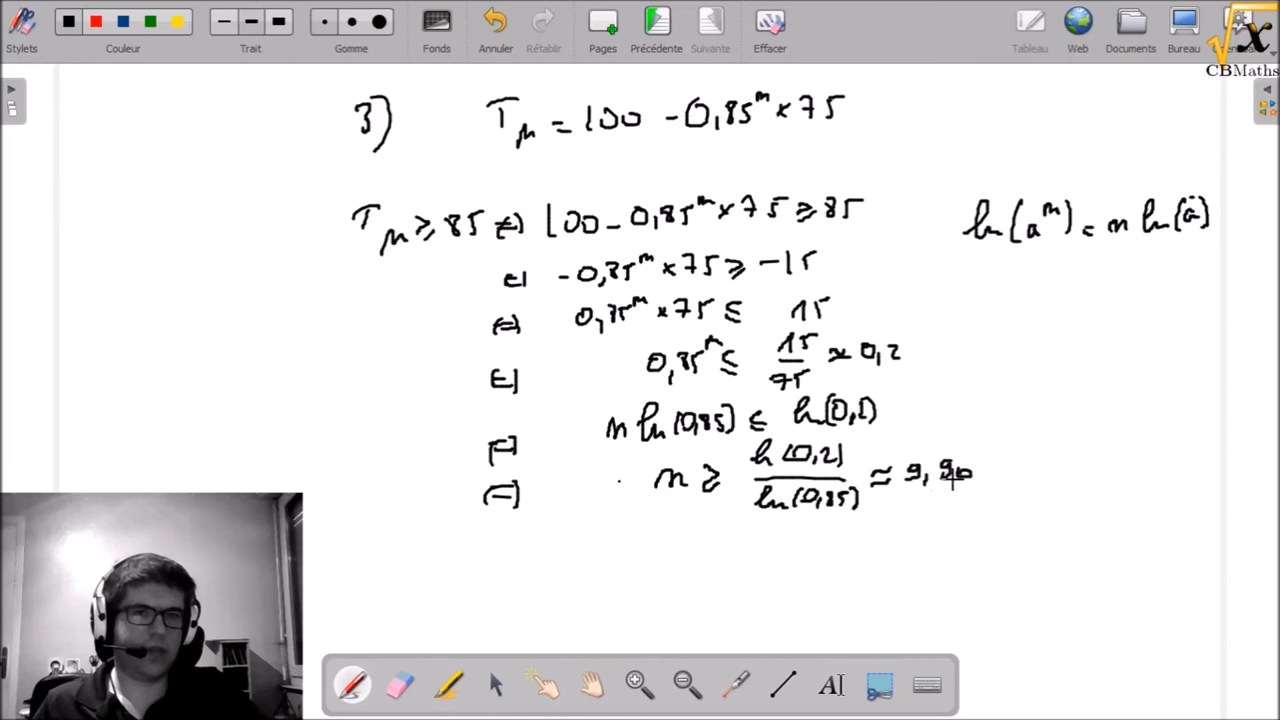 Stylets Couleur Trait Gomme Fonds Annuler Rétablir Pages Précédente Suivante Effacer Tableau Web Documents Bureau
CBMaths
3) Tn = 100 - 0,85^n × 75
Tn ≥ 85 ⇔ 100 - 0,85^n × 75 ≥ 85
ln(a^n) = n ln(a)
⇔ -0,85^n × 75 ≥ -15
⇔ 0,85^n × 75 ≤ 15
⇔ 0,85^n ≤ 15/75 ≈ 0,2
⇔ n ln(0,85) ≤ ln(0,2)
⇔ n ≥ ln(0,2)/ln(0,85) ≈ 9,90
AI